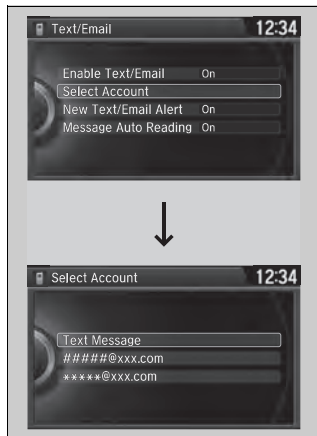 Text/Email 12:34
Enable Text/Email On
Select Account
New Text/Email Alert On
Message Auto Reading On
Select Account 12:34
Text Message
#####@xxx.com
*****@xxx.com